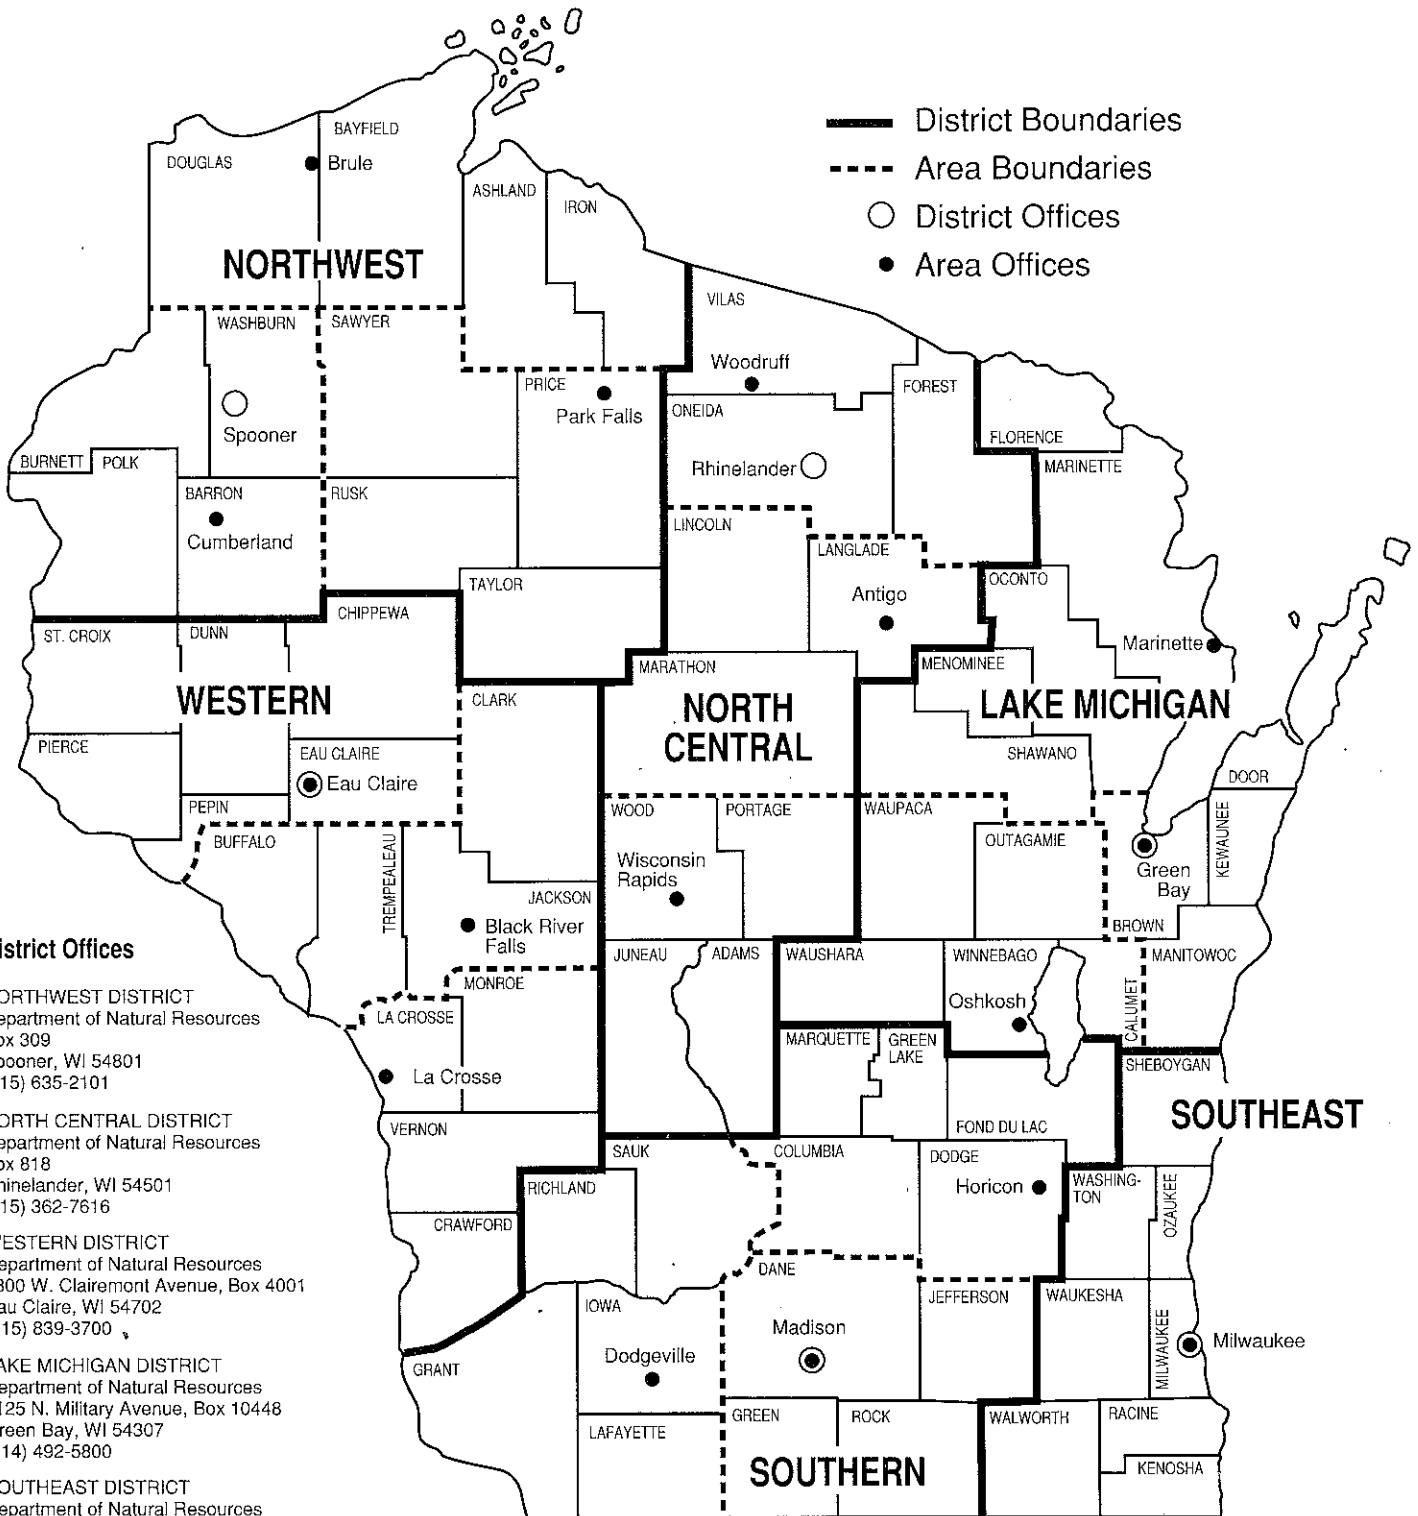 District Boundaries
Area Boundaries
District Offices
Area Offices
BAYFIELD
DOUGLAS
Brule
ASHLAND
IRON
NORTHWEST
VILAS
WASHBURN
SAWYER
Woodruff
PRICE
FOREST
Park Falls
ONEIDA
Spooner
FLORENCE
BURNETT
POLK
Rhinelander
MARINETTE
BARRON
RUSK
LINCOLN
Cumberland
LANGLADE
TAYLOR
OCONTO
Antigo
CHIPPEWA
ST. CROIX
DUNN
Marinette
MARATHON
MENOMINEE
WESTERN
CLARK
NORTH
CENTRAL
LAKE MICHIGAN
PIERCE
EAU CLAIRE
SHAWANO
Eau Claire
DOOR
PEPIN
WOOD
PORTAGE
WAUPACA
BUFFALO
OUTAGAMIE
KEWAUNEE
TREMPEALEAU
Wisconsin
Rapids
Green
Bay
JACKSON
Black River
Falls
BROWN
JUNEAU
ADAMS
WAUSHARA
WINNEBAGO
MANITOWOC
MONROE
Oshkosh
CALUMET
LA CROSSE
MARQUETTE
GREEN
LAKE
SHEBOYGAN
La Crosse
SOUTHEAST
VERNON
FOND DU LAC
SAUK
COLUMBIA
DODGE
RICHLAND
Horicon
WASHING-
TON
OZAUKEE
CRAWFORD
DANE
IOWA
JEFFERSON
WAUKESHA
Madison
MILWAUKEE
Milwaukee
Dodgeville
GRANT
GREEN
ROCK
WALWORTH
RACINE
LAFAYETTE
SOUTHERN
KENOSHA
istrict Offices
ORTHWEST DISTRICT
epartment of Natural Resources
ox 309
pooner, WI 54801
15) 635-2101
ORTH CENTRAL DISTRICT
epartment of Natural Resources
ox 818
hinelander, WI 54501
15) 362-7616
ESTERN DISTRICT
epartment of Natural Resources
300 W. Clairemont Avenue, Box 4001
au Claire, WI 54702
15) 839-3700
AKE MICHIGAN DISTRICT
epartment of Natural Resources
125 N. Military Avenue, Box 10448
reen Bay, WI 54307
14) 492-5800
OUTHEAST DISTRICT
epartment of Natural Resources